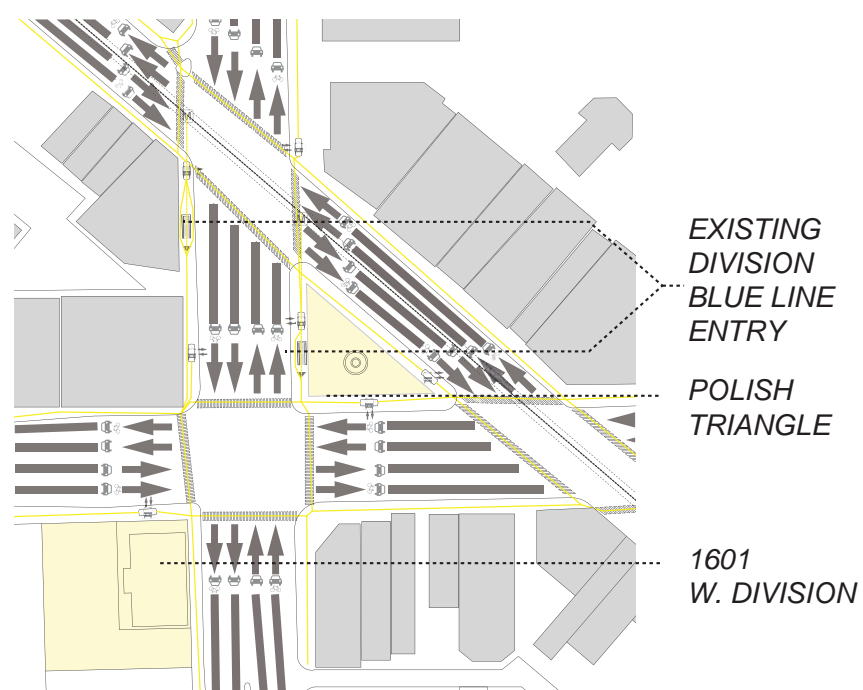 EXISTING
DIVISION
BLUE LINE
ENTRY
POLISH
TRIANGLE
1601
W. DIVISION